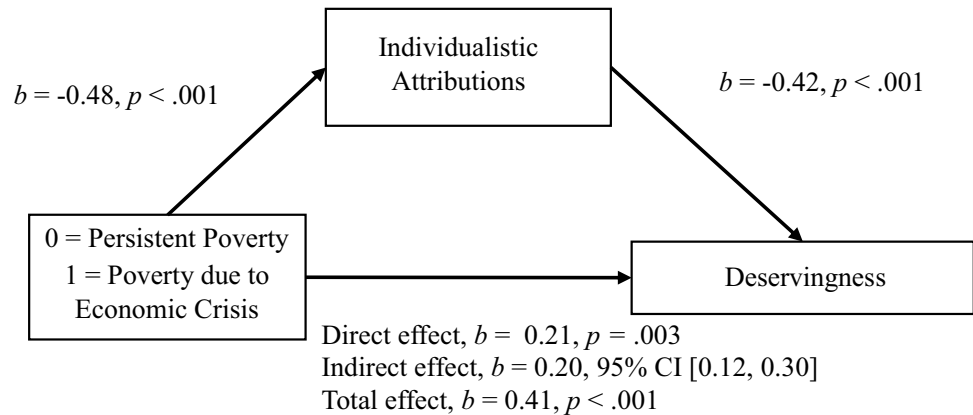 Individualistic
Attributions
b = -0.48, p < .001
b = -0.42, p < .001
0 = Persistent Poverty
1 = Poverty due to
Economic Crisis
Deservingness
Direct effect, b = 0.21, p = .003
Indirect effect, b = 0.20, 95% CI [0.12, 0.30]
Total effect, b = 0.41, p < .001